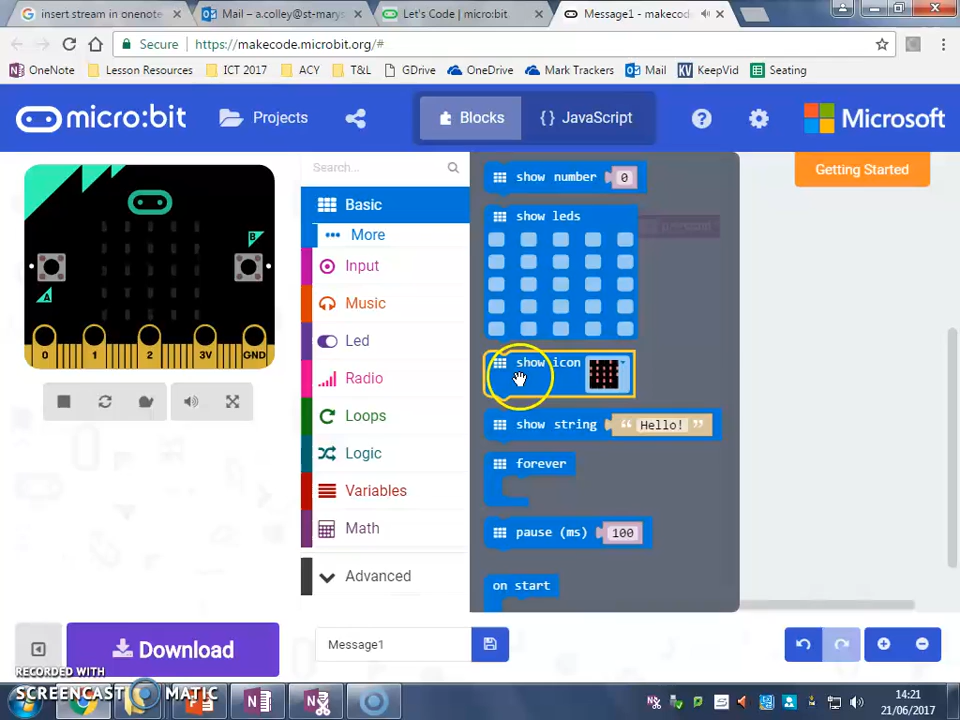 insert stream in onenote
Mail – a.colley@st-marys
Let's Code | micro:bit
Message1 - makecode
Secure
https://makecode.microbit.org/#
OneNote
Lesson Resources
ICT 2017
ACY
T&L
GDrive
OneDrive
Mark Trackers
Mail
KeepVid
Seating
micro:bit
Projects
Blocks
{} JavaScript
Microsoft
Getting Started
Search...
Basic
More
Input
Music
Led
Radio
Loops
Logic
Variables
Math
Advanced
show number 0
show leds
show icon
show string " Hello! "
forever
pause (ms) 100
on start
A
B
0 1 2 3V GND
Download
Message1
RECORDED WITH
SCREENCAST MATIC
14:21
21/06/2017